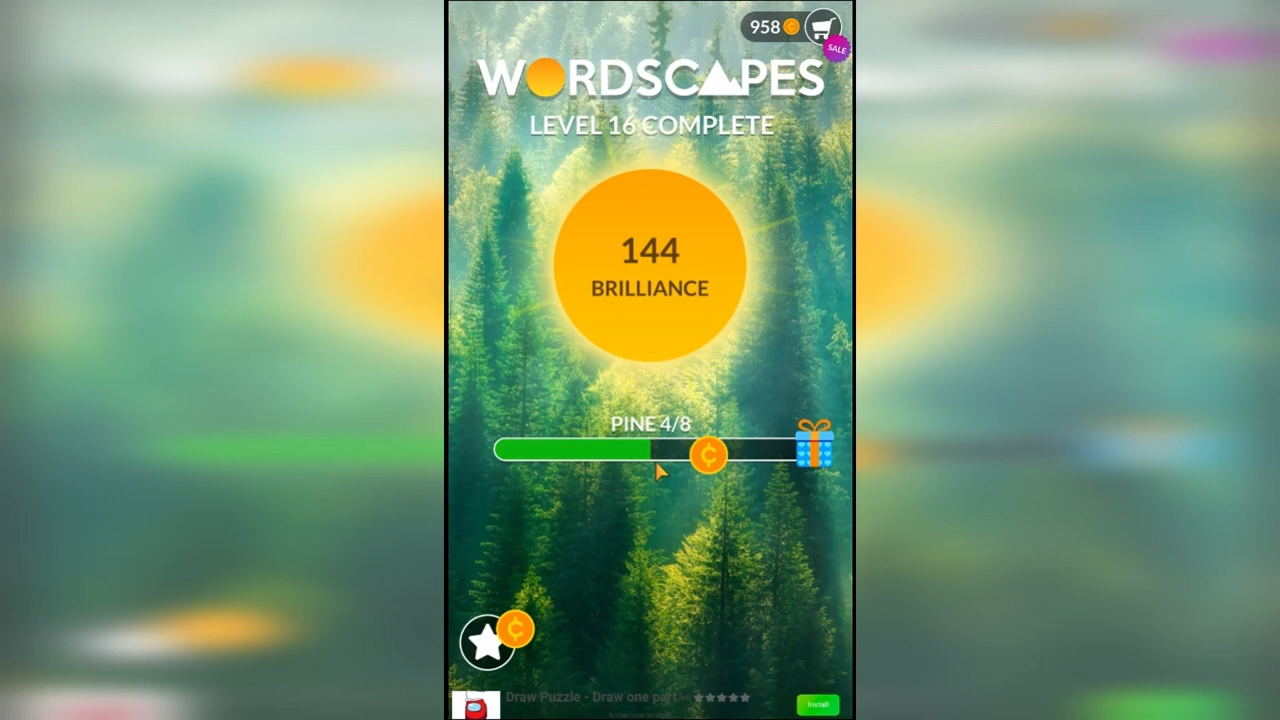 958
SALE
WORDSCAPES
LEVEL 16 COMPLETE
144
BRILLIANCE
PINE 4/8
Draw Puzzle - Draw one part
Install